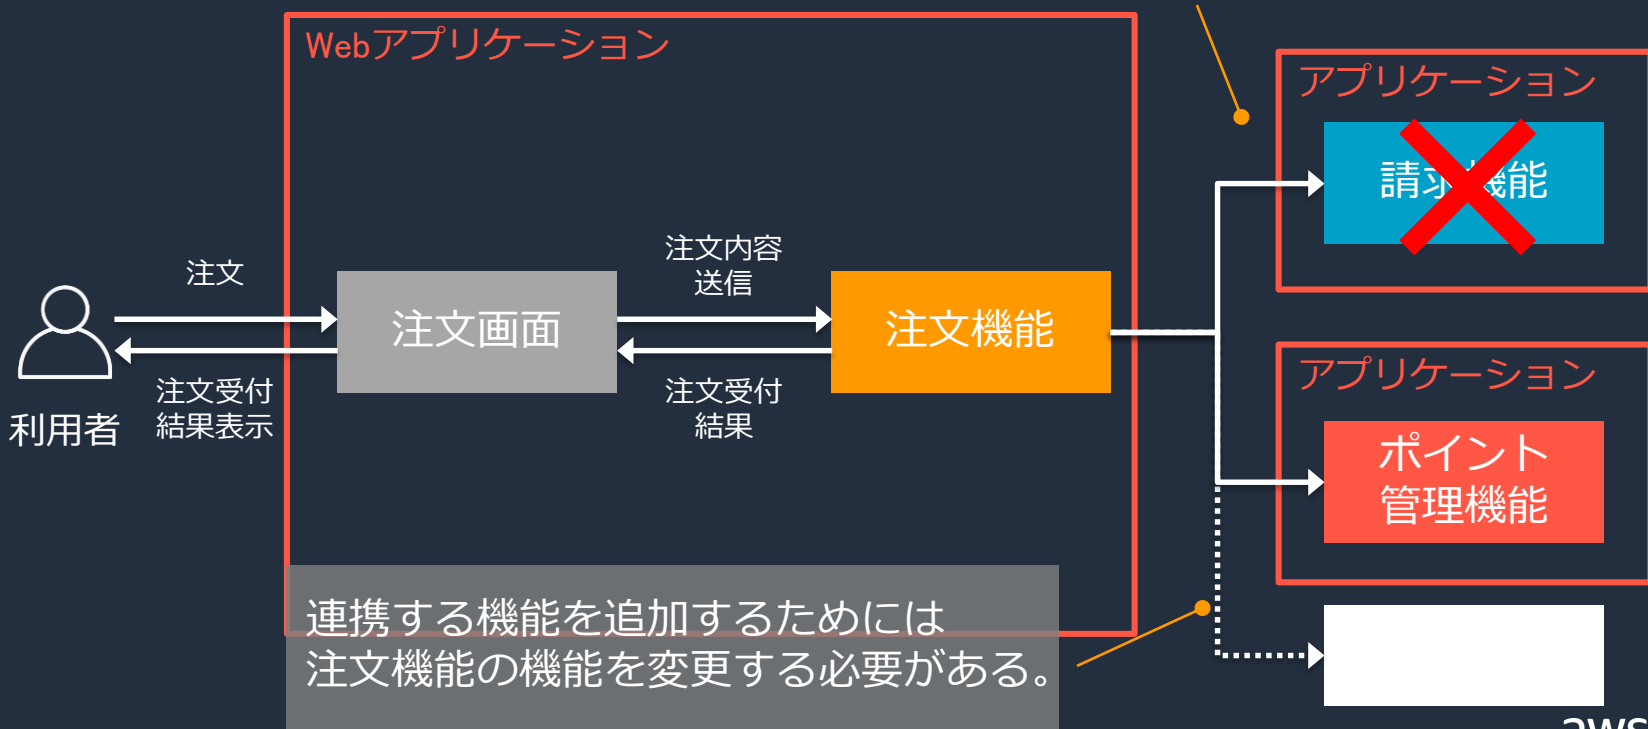 Webアプリケーション
アプリケーション
請求機能
注文
注文内容
送信
注文画面
注文機能
注文受付
結果表示
利用者
注文受付
結果
アプリケーション
ポイント
管理機能
連携する機能を追加するためには
注文機能の機能を変更する必要がある。
aws